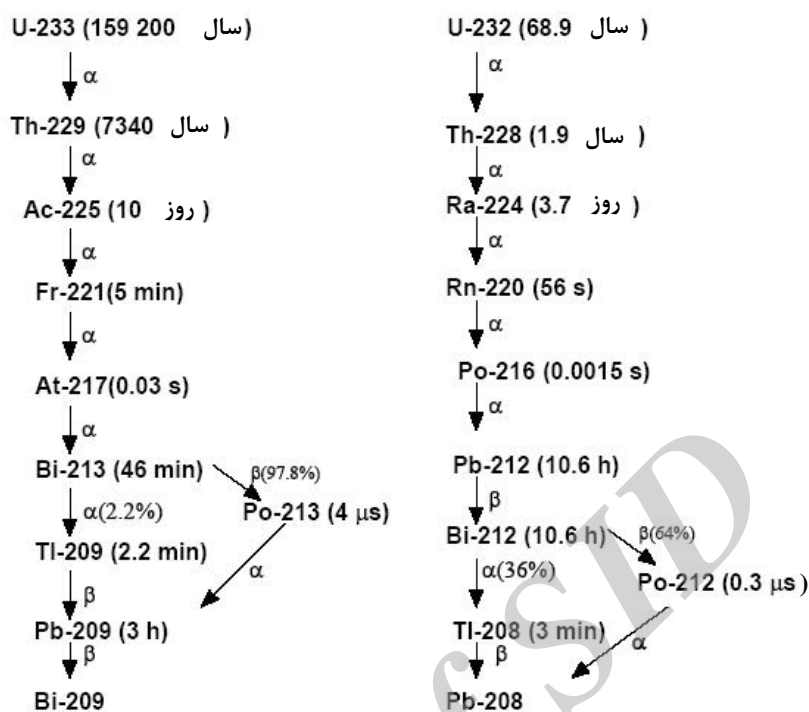 U-233 (159 200 سال)
α
Th-229 (7340 سال )
α
Ac-225 (10 روز )
α
Fr-221(5 min)
α
At-217(0.03 s)
α
Bi-213 (46 min)
β(97.8%)
α(2.2%)
Po-213 (4 μs)
Tl-209 (2.2 min)
α
β
Pb-209 (3 h)
β
Bi-209
U-232 (68.9 سال )
α
Th-228 (1.9 سال )
α
Ra-224 (3.7 روز )
α
Rn-220 (56 s)
α
Po-216 (0.0015 s)
α
Pb-212 (10.6 h)
β
Bi-212 (10.6 h)
β(64%)
α(36%)
Po-212 (0.3 μs)
Tl-208 (3 min)
α
β
Pb-208
f SID